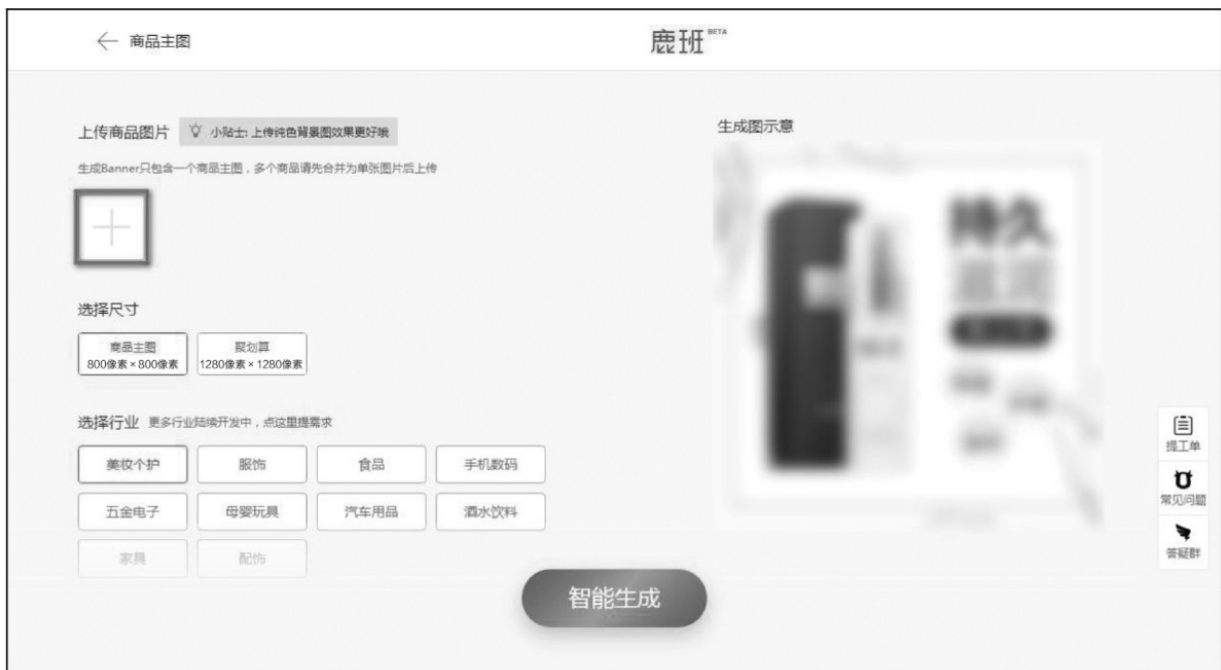 商品主图
鹿班 BETA
上传商品图片 小贴士: 上传纯色背景图效果更好哦
生成Banner只包含一个商品主图，多个商品请先合并为单张图片后上传
选择尺寸
商品主图
800像素×800像素
聚划算
1280像素×1280像素
选择行业 更多行业陆续开发中，点这里提需求
美妆个护 服饰 食品 手机数码
五金电子 母婴玩具 汽车用品 酒水饮料
家具 配饰
智能生成
生成图示意
持久
滋润
提工单
常见问题
答疑群